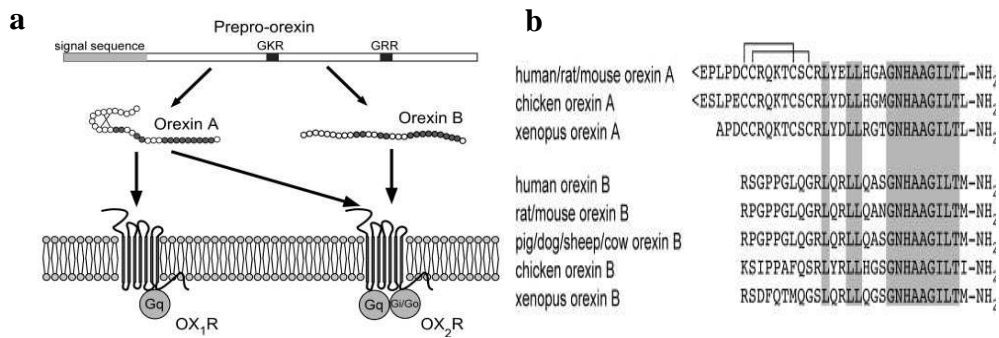 a
Prepro-orexin
signal sequence
GKR
GRR
Orexin A
Orexin B
Gq
Gq
Gi/Go
OX₁R
OX₂R
b
human/rat/mouse orexin A <EPLPDCCRQKTCSCRLYELLHGAGNHAAGILTL-NH₂
chicken orexin A <ESLPECCRQKTCSCRLYDLLHGMGNHAAGILTL-NH₂
xenopus orexin A APDCCRQKTCSCRLYDLLRGTGNHAAGILTL-NH₂
human orexin B RSGPPGLQGRLQRLLQASGNHAAGILTM-NH₂
rat/mouse orexin B RPGPPGLQGRLQRLLQANGNHAAGILTM-NH₂
pig/dog/sheep/cow orexin B RPGPPGLQGRLQRLLQASGNHAAGILTM-NH₂
chicken orexin B KSIPPAFQSRLYRLLHGSGNHAAGILTI-NH₂
xenopus orexin B RSDFQTMQGSLQRLLQGSGNHAAGILTM-NH₂